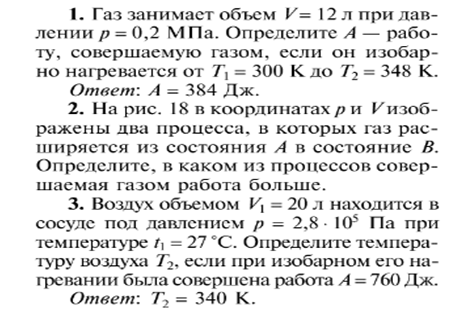 1. Газ занимает объем V = 12 л при дав-
лении p = 0,2 МПа. Определите A — рабо-
ту, совершаемую газом, если он изобар-
но нагревается от T₁ = 300 К до T₂ = 348 К.
Ответ: A = 384 Дж.
2. На рис. 18 в координатах p и V изоб-
ражены два процесса, в которых газ рас-
ширяется из состояния A в состояние B.
Определите, в каком из процессов совер-
шаемая газом работа больше.
3. Воздух объемом V₁ = 20 л находится в
сосуде под давлением p = 2,8 · 10⁵ Па при
температуре t₁ = 27 °С. Определите темпера-
туру воздуха T₂, если при изобарном его на-
гревании была совершена работа A = 760 Дж.
Ответ: T₂ = 340 К.